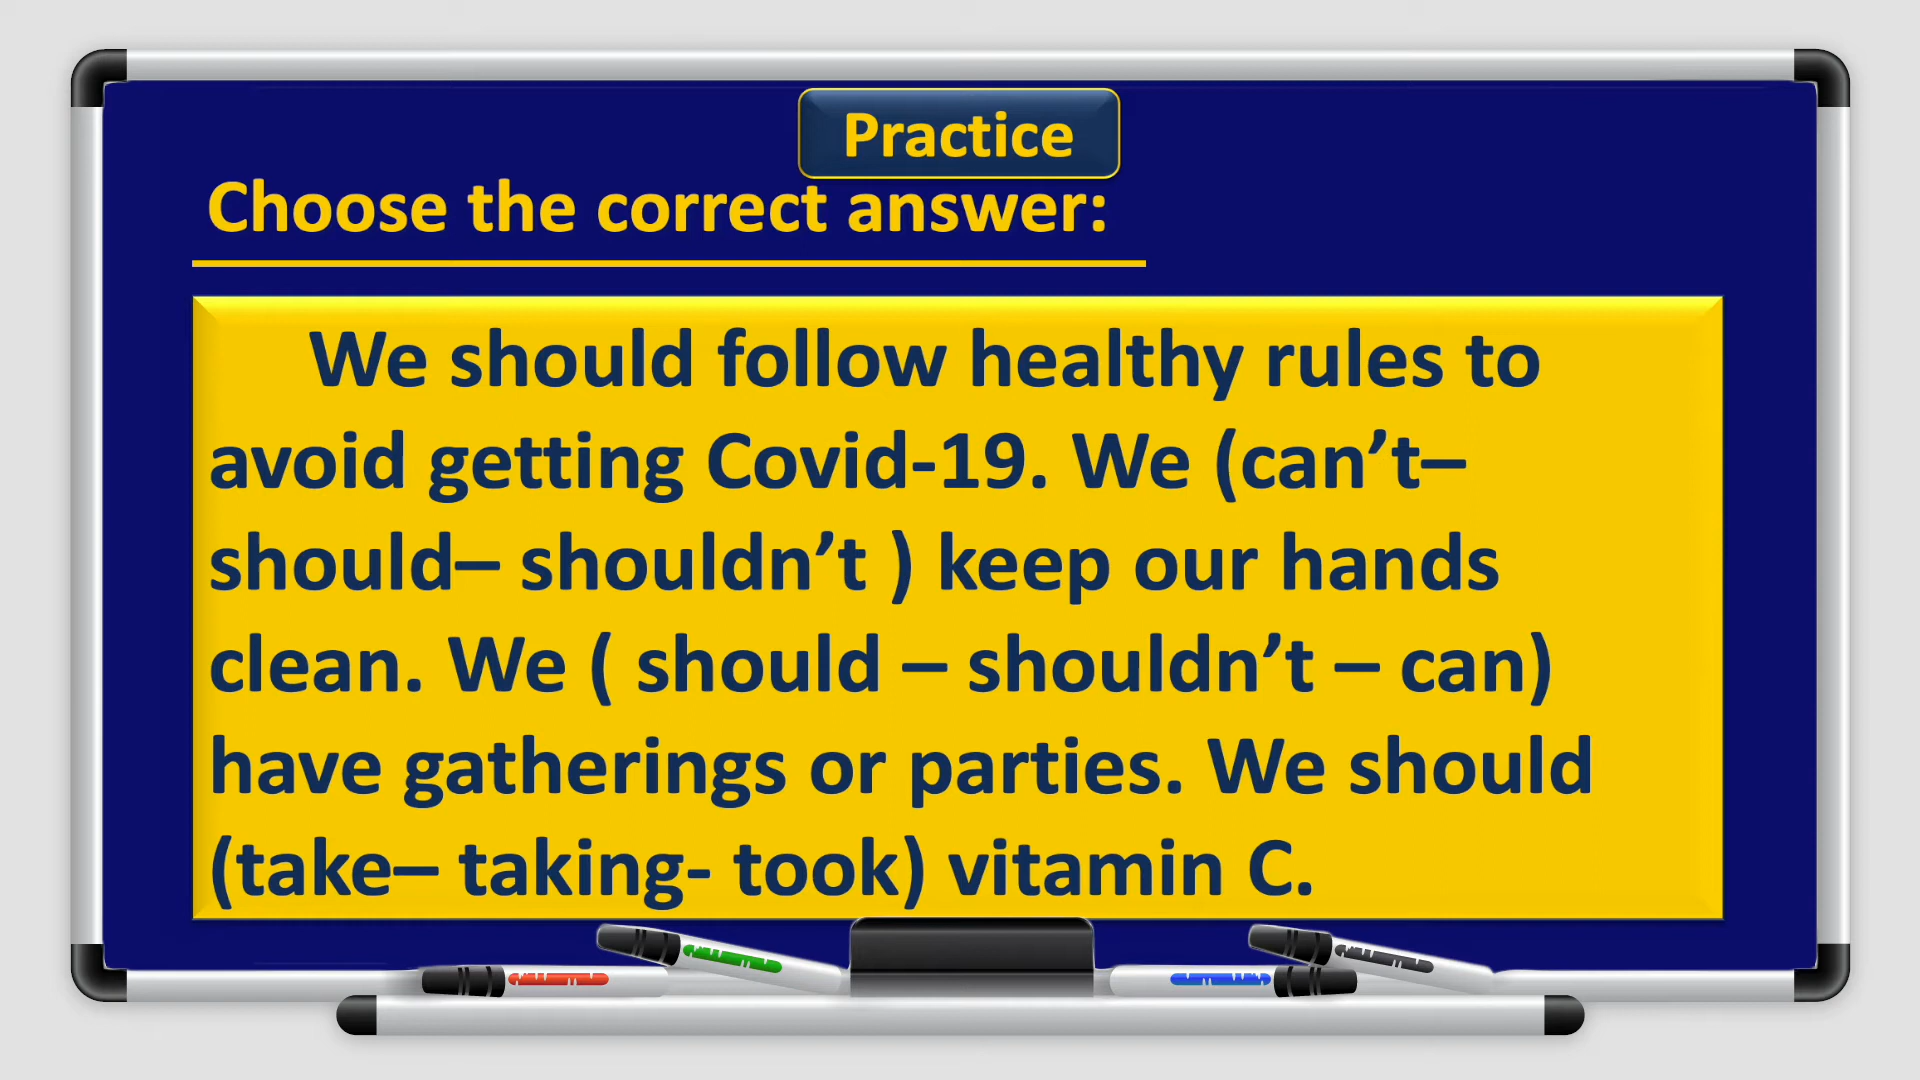 Practice
Choose the correct answer:
We should follow healthy rules to
avoid getting Covid-19. We (can’t–
should– shouldn’t ) keep our hands
clean. We ( should – shouldn’t – can)
have gatherings or parties. We should
(take– taking- took) vitamin C.